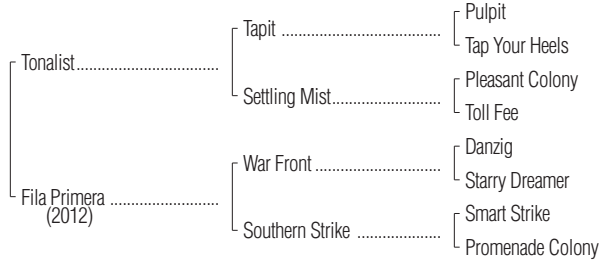 Pulpit
Tapit
Tap Your Heels
Tonalist
Pleasant Colony
Settling Mist
Toll Fee
Danzig
War Front
Starry Dreamer
Fila Primera
(2012)
Smart Strike
Southern Strike
Promenade Colony